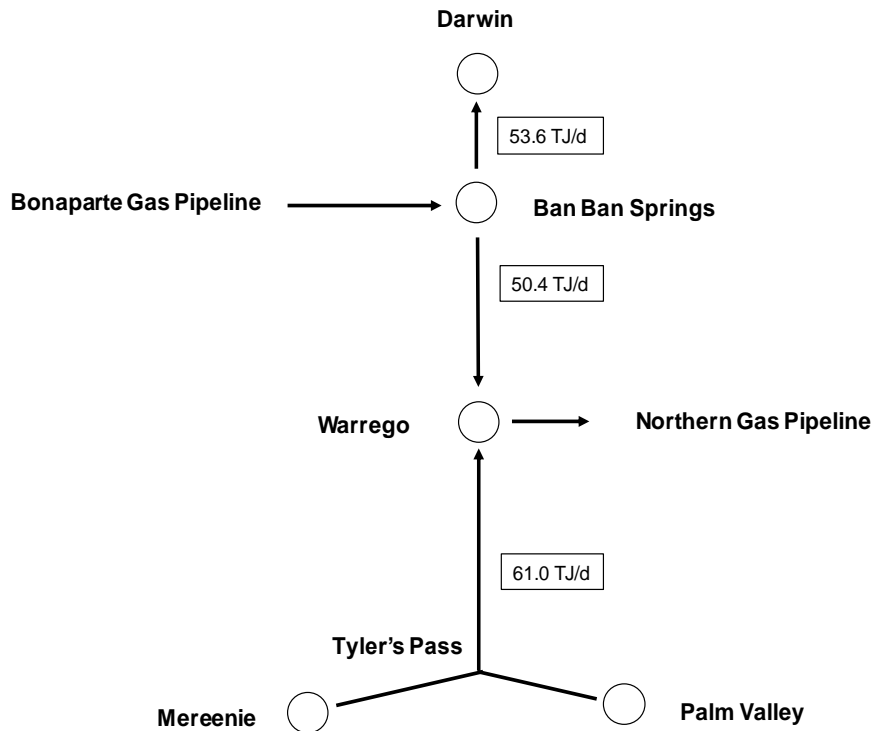 Darwin
53.6 TJ/d
Bonaparte Gas Pipeline
Ban Ban Springs
50.4 TJ/d
Warrego
Northern Gas Pipeline
61.0 TJ/d
Tyler's Pass
Mereenie
Palm Valley